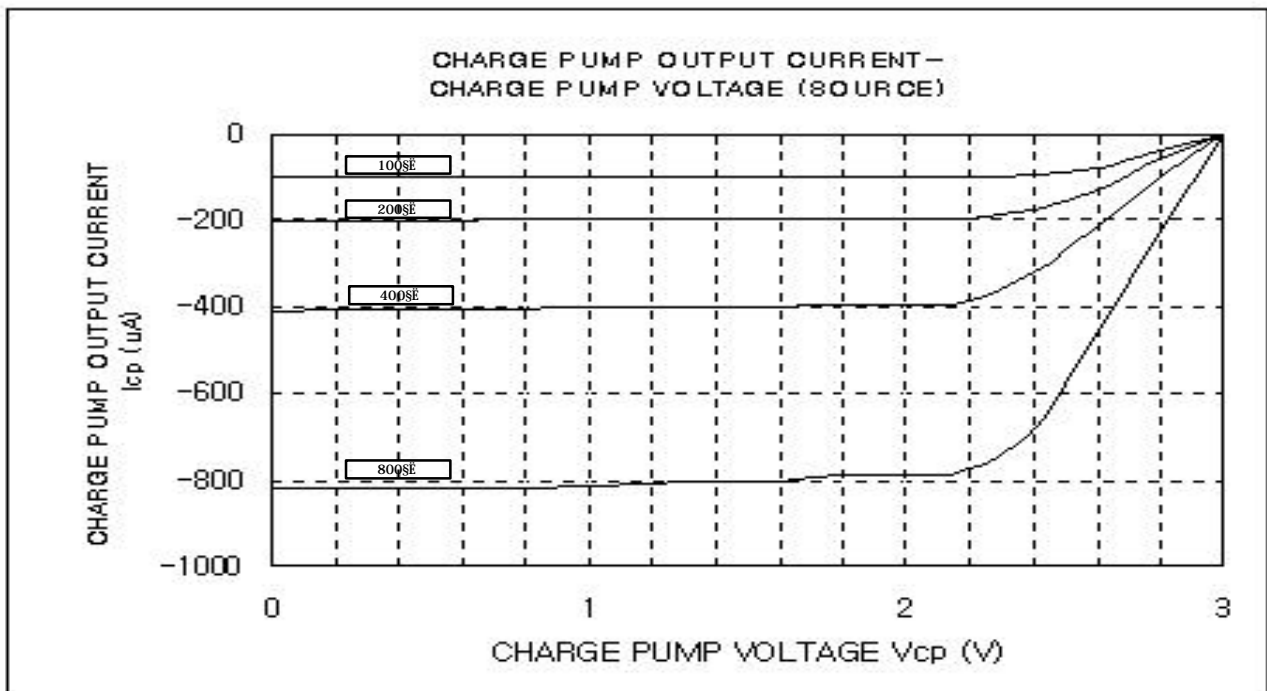 CHARGE PUMP OUTPUT CURRENT-
CHARGE PUMP VOLTAGE (SOURCE)
CHARGE PUMP OUTPUT CURRENT
Icp (uA)
0
-200
-400
-600
-800
-1000
100§Ë
200§Ë
400§Ë
800§Ë
0 1 2 3
CHARGE PUMP VOLTAGE Vcp (V)